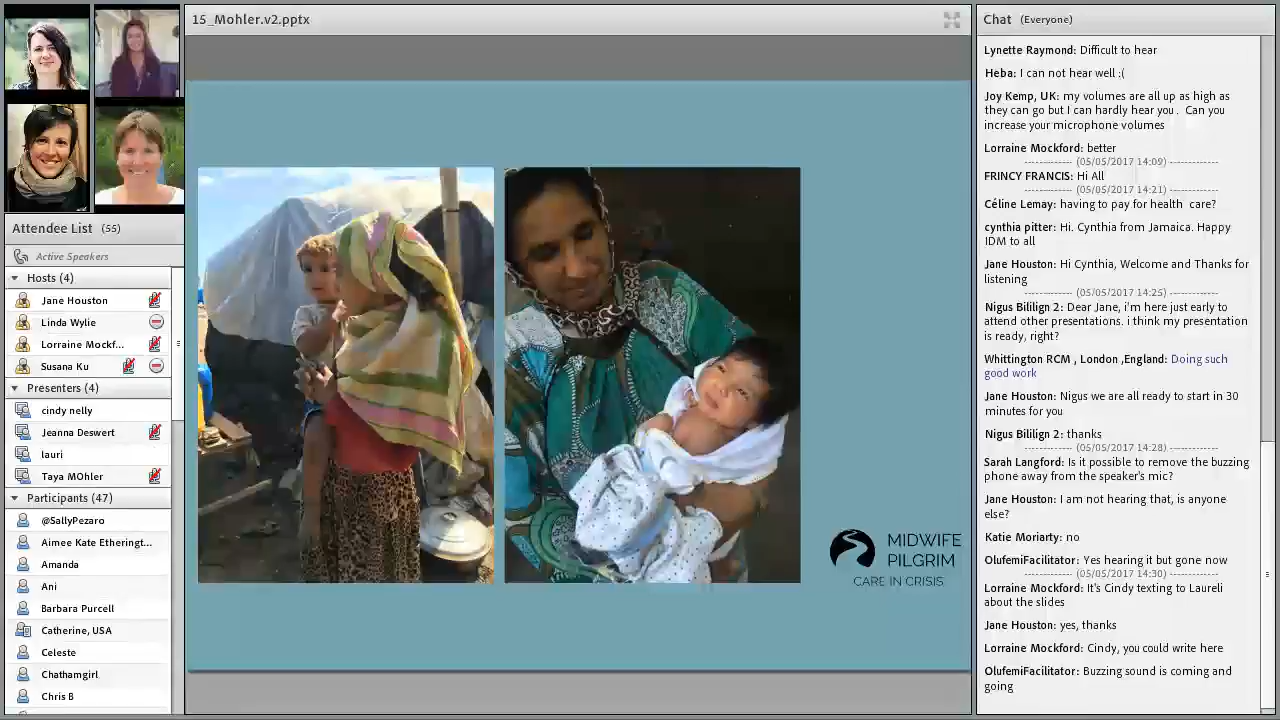 15_Mohler.v2.pptx
MIDWIFE
PILGRIM
CARE IN CRISIS
Attendee List (55)
Active Speakers
Hosts (4)
Jane Houston
Linda Wylie
Lorraine Mockf...
Susana Ku
Presenters (4)
cindy nelly
Jeanna Deswert
lauri
Taya MOhler
Participants (47)
@SallyPezaro
Aimee Kate Etheringt...
Amanda
Ani
Barbara Purcell
Catherine, USA
Celeste
Chathamgirl
Chris B
Chat (Everyone)
Lynette Raymond: Difficult to hear
Heba: I can not hear well :(
Joy Kemp, UK: my volumes are all up as high as
they can go but I can hardly hear you. Can you
increase your microphone volumes
Lorraine Mockford: better
------------ (05/05/2017 14:09) ------------
FRINCY FRANCIS: Hi All
------------ (05/05/2017 14:21) ------------
Céline Lemay: having to pay for health care?
cynthia pitter: Hi. Cynthia from Jamaica. Happy
IDM to all
Jane Houston: Hi Cynthia, Welcome and Thanks for
listening
------------ (05/05/2017 14:25) ------------
Nigus Bililign 2: Dear Jane, i'm here just early to
attend other presentations. i think my presentation
is ready, right?
Whittington RCM , London ,England: Doing such
good work
Jane Houston: Nigus we are all ready to start in 30
minutes for you
Nigus Bililign 2: thanks
------------ (05/05/2017 14:28) ------------
Sarah Langford: Is it possible to remove the buzzing
phone away from the speaker's mic?
Jane Houston: I am not hearing that, is anyone
else?
Katie Moriarty: no
OlufemiFacilitator: Yes hearing it but gone now
------------ (05/05/2017 14:30) ------------
Lorraine Mockford: It's Cindy texting to Laureli
about the slides
Jane Houston: yes, thanks
Lorraine Mockford: Cindy, you could write here
OlufemiFacilitator: Buzzing sound is coming and
going